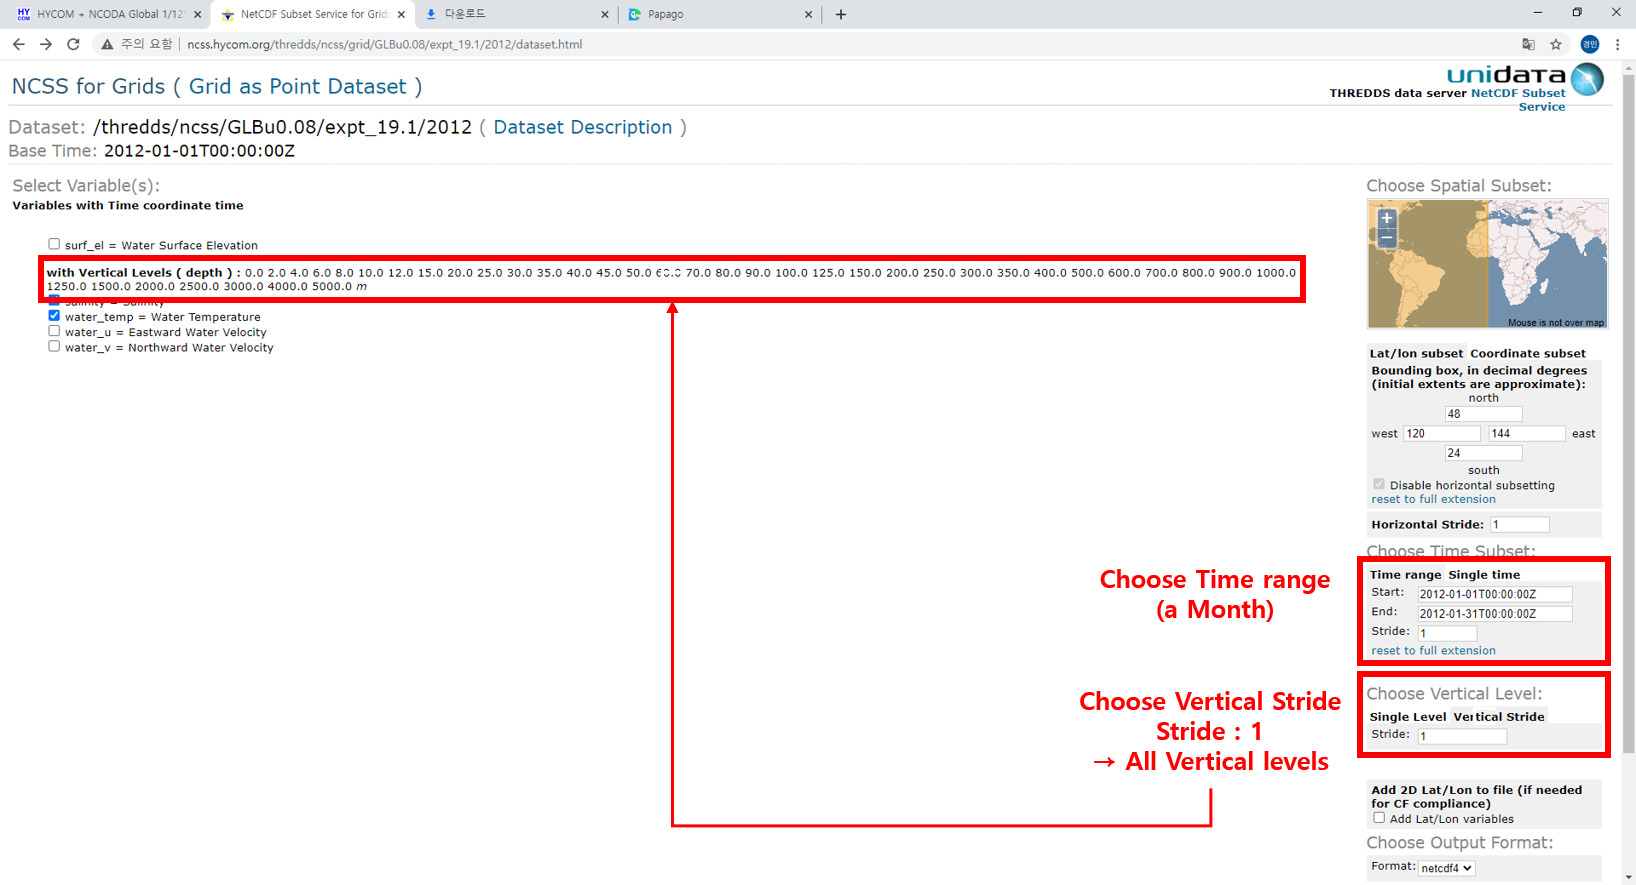 HYCOM + NCODA Global 1/12°
NetCDF Subset Service for Grids
다운로드
Papago
주의 요함
ncss.hycom.org/thredds/ncss/grid/GLBu0.08/expt_19.1/2012/dataset.html
경민
NCSS for Grids ( Grid as Point Dataset )
unidata
THREDDS data server NetCDF Subset
Service
Dataset: /thredds/ncss/GLBu0.08/expt_19.1/2012 ( Dataset Description )
Base Time: 2012-01-01T00:00:00Z
Select Variable(s):
Variables with Time coordinate time
surf_el = Water Surface Elevation
with Vertical Levels ( depth ) : 0.0 2.0 4.0 6.0 8.0 10.0 12.0 15.0 20.0 25.0 30.0 35.0 40.0 45.0 50.0 70.0 80.0 90.0 100.0 125.0 150.0 200.0 250.0 300.0 350.0 400.0 500.0 600.0 700.0 800.0 900.0 1000.0
1250.0 1500.0 2000.0 2500.0 3000.0 4000.0 5000.0 m
salinity = Salinity
water_temp = Water Temperature
water_u = Eastward Water Velocity
water_v = Northward Water Velocity
Choose Spatial Subset:
+
−
Mouse is not over map
Lat/lon subset Coordinate subset
Bounding box, in decimal degrees
(initial extents are approximate):
north
48
west 120 144 east
24
south
Disable horizontal subsetting
reset to full extension
Horizontal Stride: 1
Choose Time Subset:
Time range Single time
Start: 2012-01-01T00:00:00Z
End: 2012-01-31T00:00:00Z
Stride: 1
reset to full extension
Choose Time range
(a Month)
Choose Vertical Level:
Single Level Vertical Stride
Stride: 1
Choose Vertical Stride
Stride : 1
→ All Vertical levels
Add 2D Lat/Lon to file (if needed
for CF compliance)
Add Lat/Lon variables
Choose Output Format:
Format: netcdf4